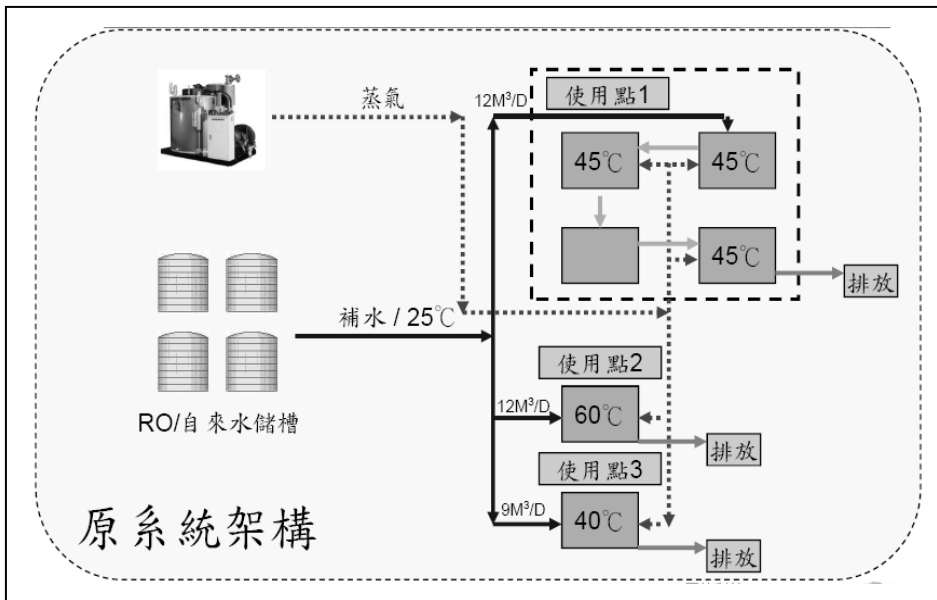 蒸氣
12M³/D
使用點1
45℃
45℃
45℃
排放
補水 / 25℃
RO/自來水儲槽
使用點2
12M³/D
60℃
排放
使用點3
9M³/D
40℃
排放
原系統架構